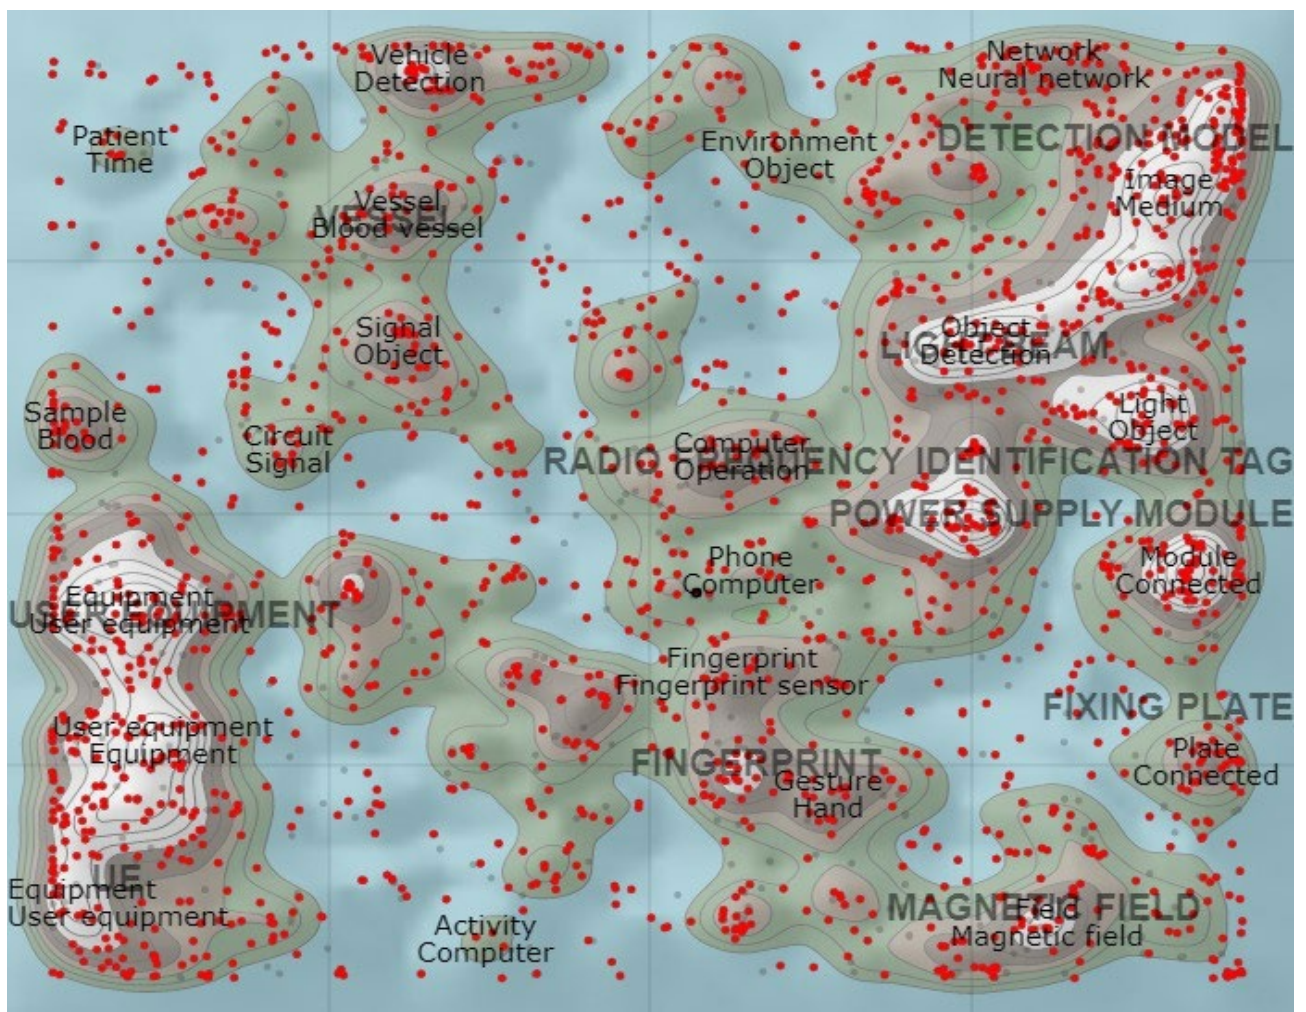 Vehicle
Detection
Network
Neural network
Patient
Time
Environment
Object
DETECTION MODEL
Image
Medium
VESSEL
Vessel
Blood vessel
Signal
Object
LIGHT BEAM
Object
Detection
Sample
Blood
Circuit
Signal
Light
Object
Computer
Operation
RADIO FREQUENCY IDENTIFICATION TAG
POWER SUPPLY MODULE
Phone
Computer
Module
Connected
USER EQUIPMENT
Equipment
User equipment
Fingerprint
Fingerprint sensor
FIXING PLATE
User equipment
Equipment
Plate
Connected
FINGERPRINT
Gesture
Hand
UE
Equipment
User equipment
MAGNETIC FIELD
Field
Magnetic field
Activity
Computer